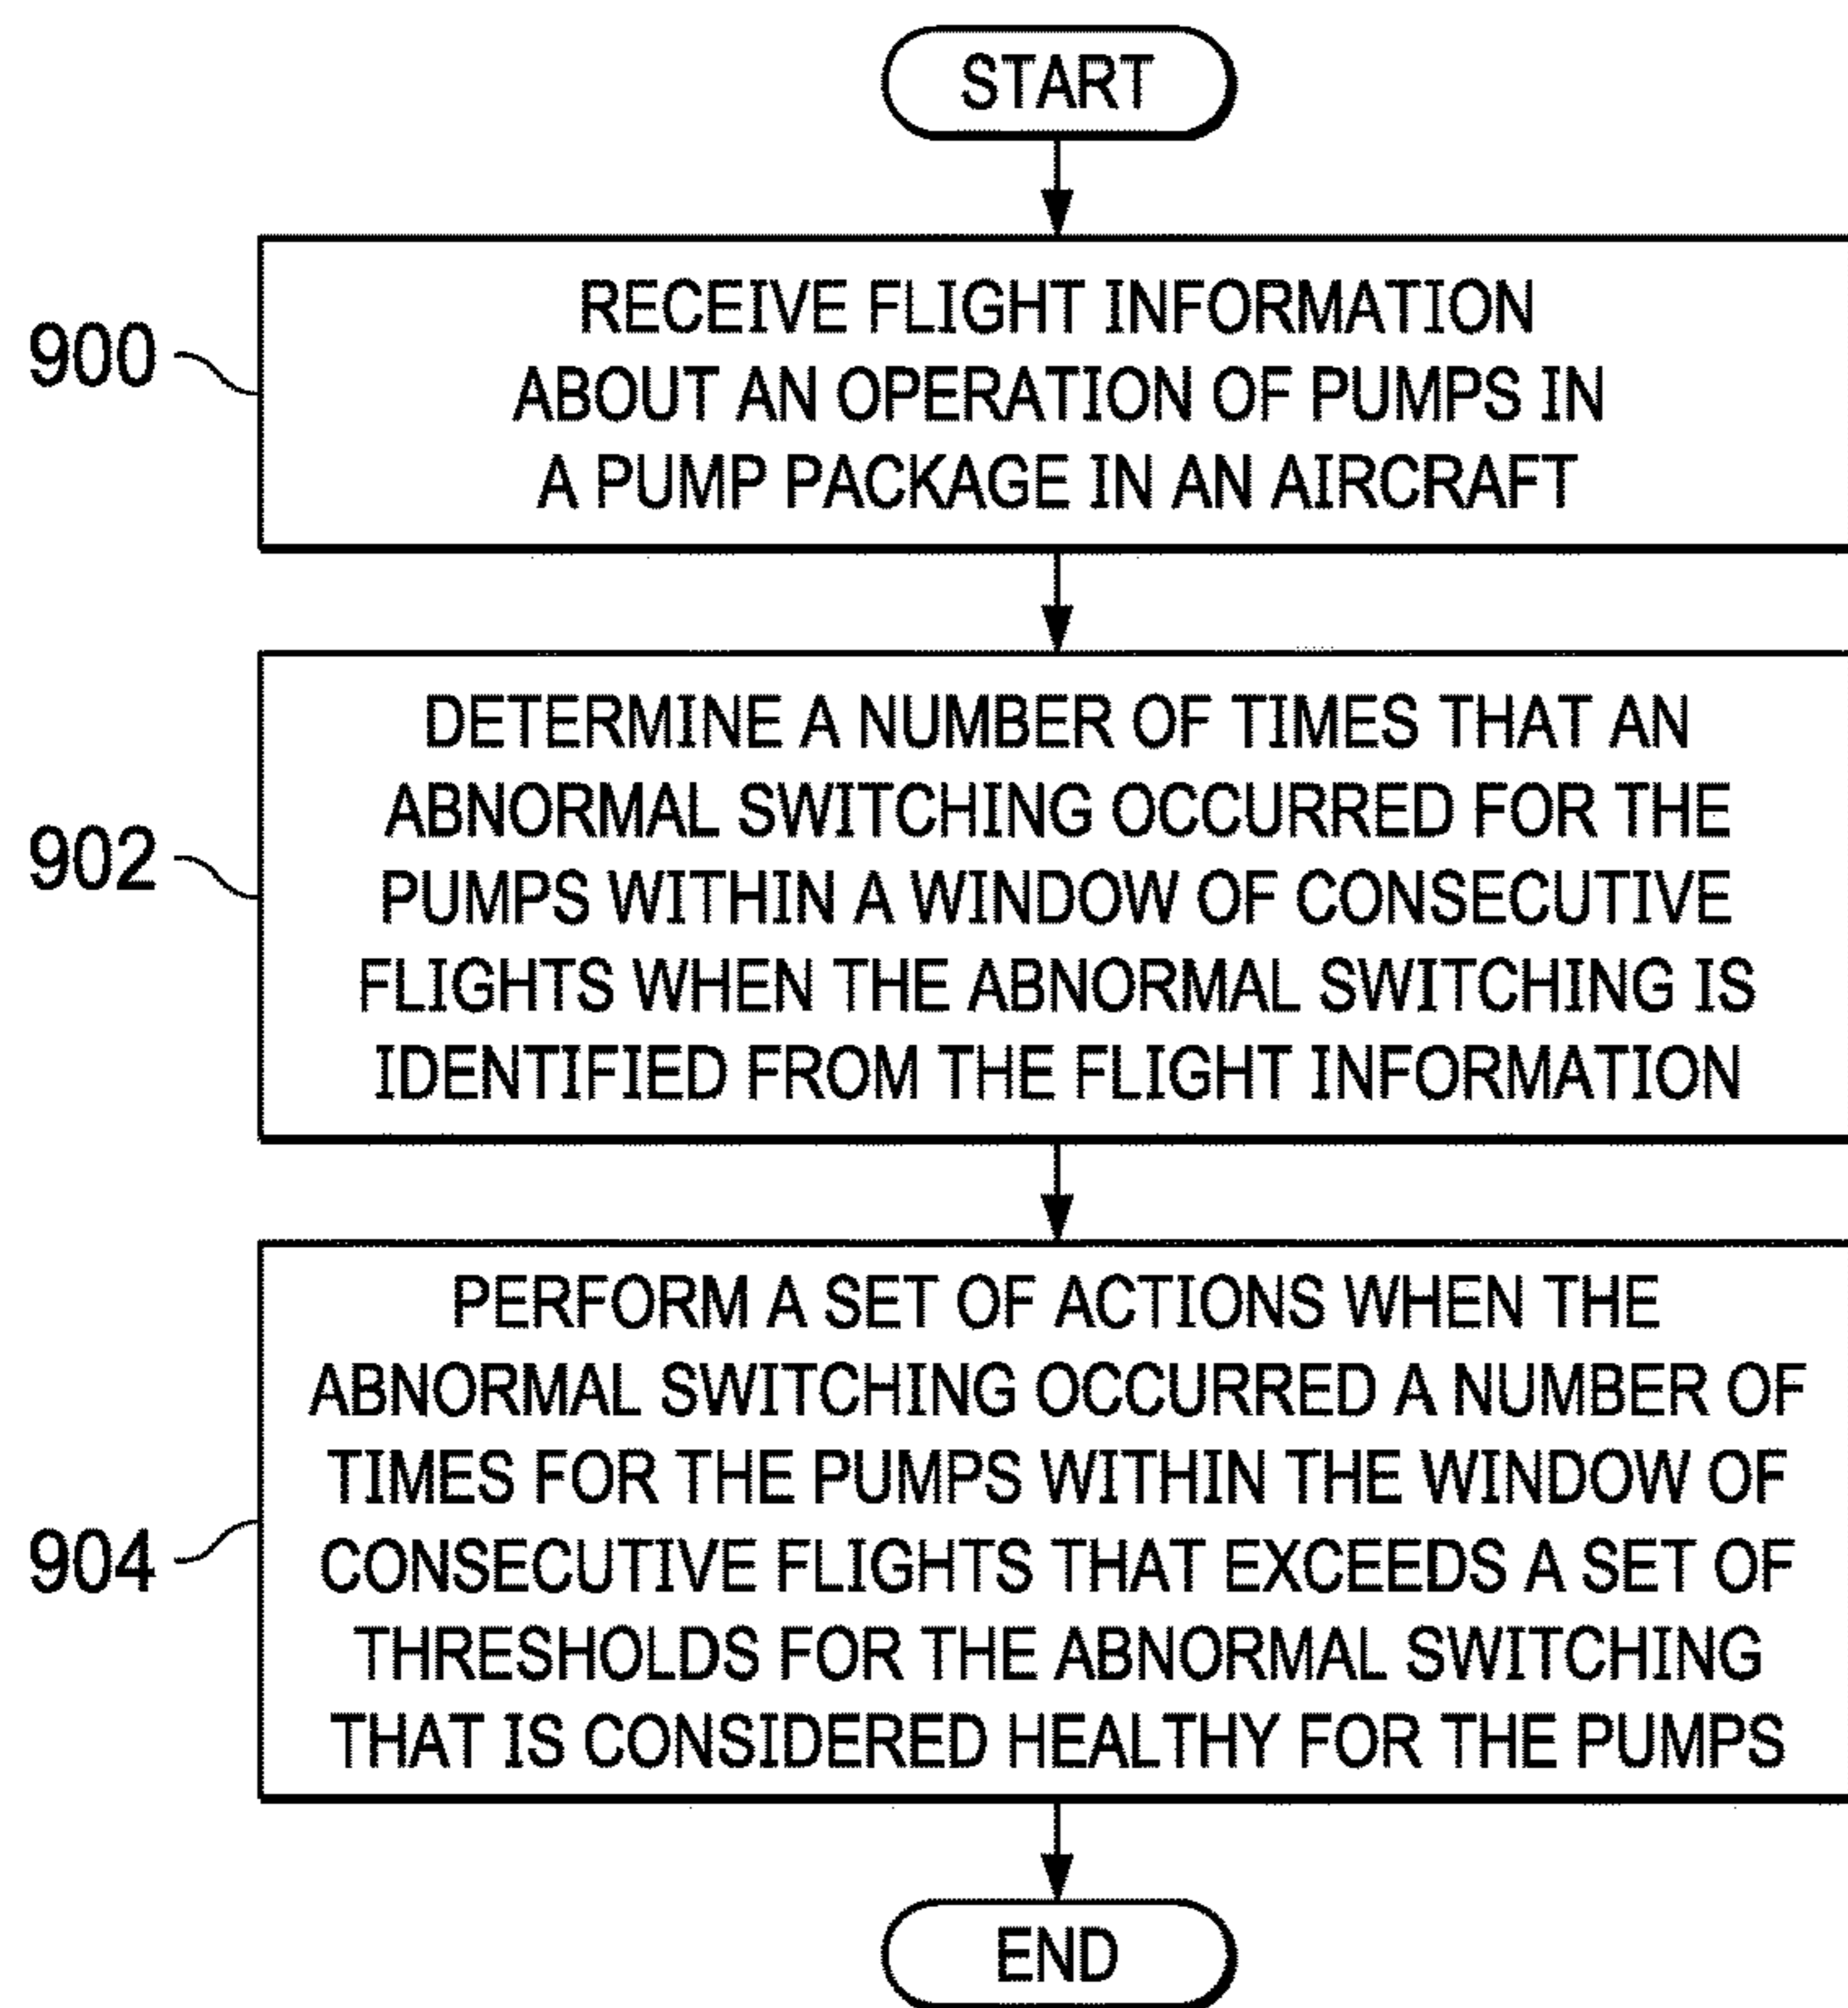 START
900
RECEIVE FLIGHT INFORMATION
ABOUT AN OPERATION OF PUMPS IN
A PUMP PACKAGE IN AN AIRCRAFT
902
DETERMINE A NUMBER OF TIMES THAT AN
ABNORMAL SWITCHING OCCURRED FOR THE
PUMPS WITHIN A WINDOW OF CONSECUTIVE
FLIGHTS WHEN THE ABNORMAL SWITCHING IS
IDENTIFIED FROM THE FLIGHT INFORMATION
904
PERFORM A SET OF ACTIONS WHEN THE
ABNORMAL SWITCHING OCCURRED A NUMBER OF
TIMES FOR THE PUMPS WITHIN THE WINDOW OF
CONSECUTIVE FLIGHTS THAT EXCEEDS A SET OF
THRESHOLDS FOR THE ABNORMAL SWITCHING
THAT IS CONSIDERED HEALTHY FOR THE PUMPS
END